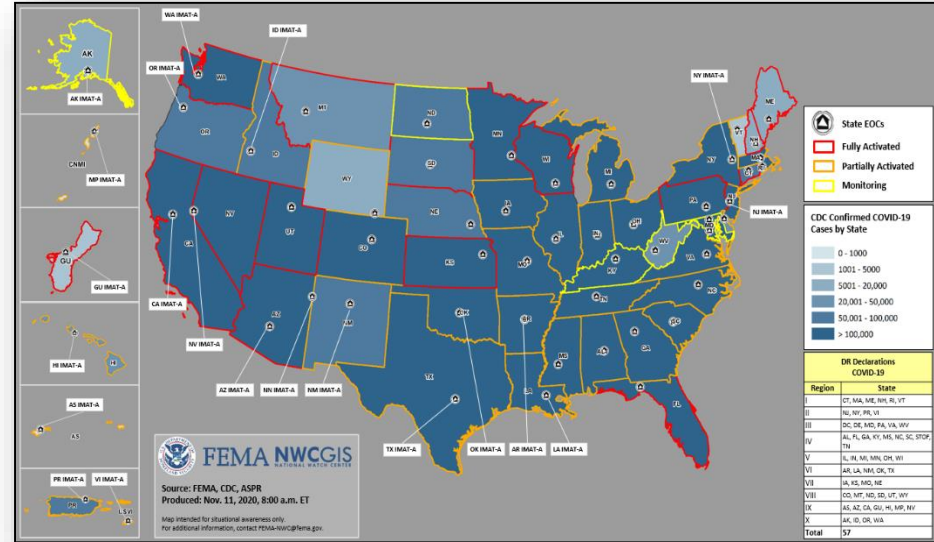 WA IMAT-A
ID IMAT-A
OR IMAT-A
NY IMAT-A
AK
AK IMAT-A
CNMI
MP IMAT-A
GU
GU IMAT-A
HI
HI IMAT-A
AS IMAT-A
AS
PR IMAT-A
VI IMAT-A
PR
USVI
WA
OR
ID
MT
ND
MN
WY
SD
NE
WI
MI
IA
IL
IN
OH
PA
NY
VT
NH
ME
MA
CT
NJ IMAT-A
NV
UT
CO
KS
MO
KY
WV
VA
MD
CA
AZ
NM
OK
AR
TN
NC
SC
MS
AL
GA
TX
LA
FL
CA IMAT-A
NV IMAT-A
AZ IMAT-A
NN IMAT-A
NM IMAT-A
TX IMAT-A
OK IMAT-A
AR IMAT-A
LA IMAT-A
FEMA NWCGIS
NATIONAL WATCH CENTER
Source: FEMA, CDC, ASPR
Produced: Nov. 11, 2020, 8:00 a.m. ET
Map intended for situational awareness only.
For additional information, contact FEMA-NWC@fema.gov.
State EOCs
Fully Activated
Partially Activated
Monitoring
CDC Confirmed COVID-19
Cases by State
0 - 1000
1001 - 5000
5001 - 20,000
20,001 - 50,000
50,001 - 100,000
> 100,000
DR Declarations
COVID-19
Region State
I CT, MA, ME, NH, RI, VT
II NJ, NY, PR, VI
III DC, DE, MD, PA, VA, WV
IV AL, FL, GA, KY, MS, NC, SC, STOF,
TN
V IL, IN, MI, MN, OH, WI
VI AR, LA, NM, OK, TX
VII IA, KS, MO, NE
VIII CO, MT, ND, SD, UT, WY
IX AS, AZ, CA, GU, HI, MP, NV
X AK, ID, OR, WA
Total 57